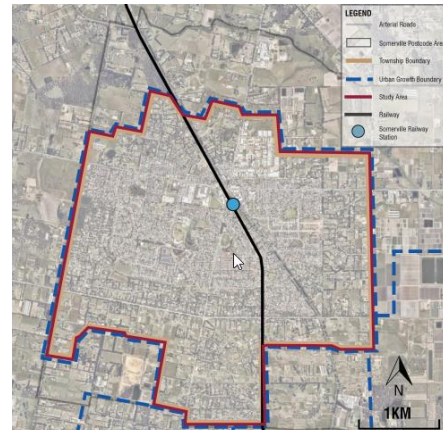 LEGEND
Arterial Roads
Somerville Postcode Area
Township Boundary
Urban Growth Boundary
Study Area
Railway
Somerville Railway
Station
N
1KM